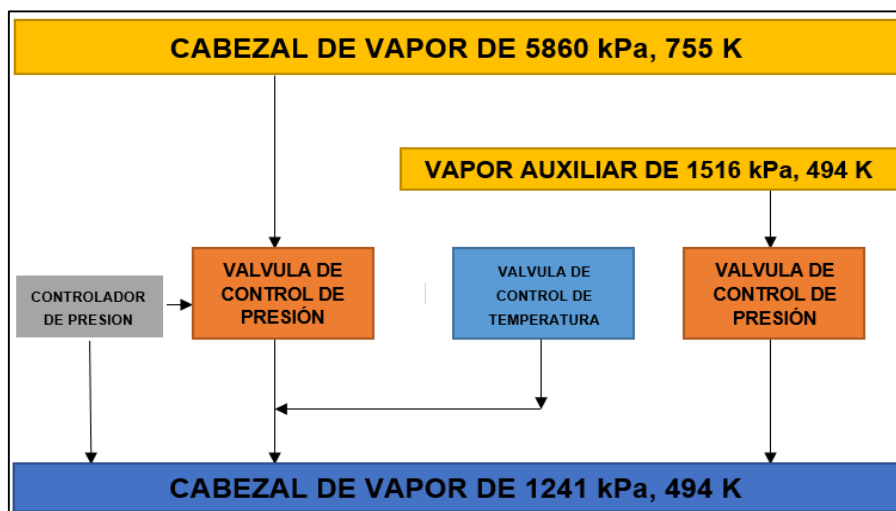 CABEZAL DE VAPOR DE 5860 kPa, 755 K
VAPOR AUXILIAR DE 1516 kPa, 494 K
CONTROLADOR
DE PRESION
VALVULA DE
CONTROL DE
PRESIÓN
VALVULA DE
CONTROL DE
TEMPERATURA
VALVULA DE
CONTROL DE
PRESIÓN
CABEZAL DE VAPOR DE 1241 kPa, 494 K